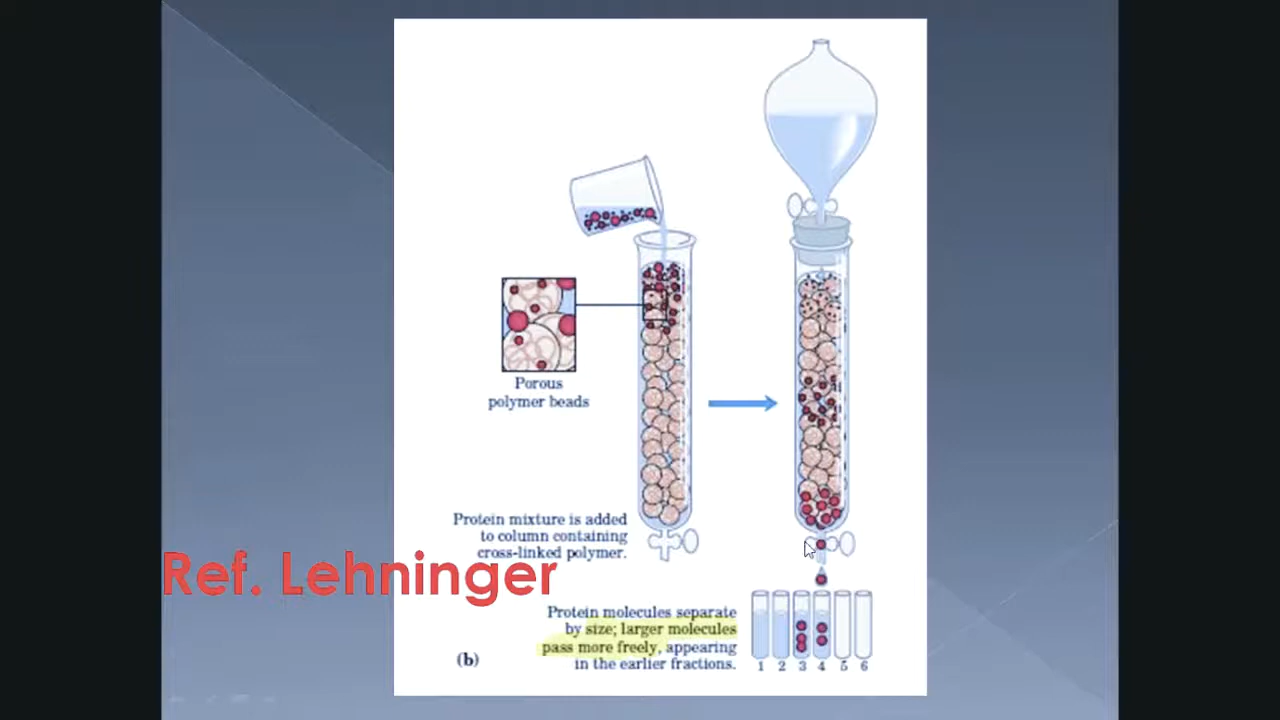 Porous
polymer beads
Protein mixture is added
to column containing
cross-linked polymer.
Ref. Lehninger
Protein molecules separate
by size; larger molecules
pass more freely, appearing
in the earlier fractions.
(b)
1 2 3 4 5 6